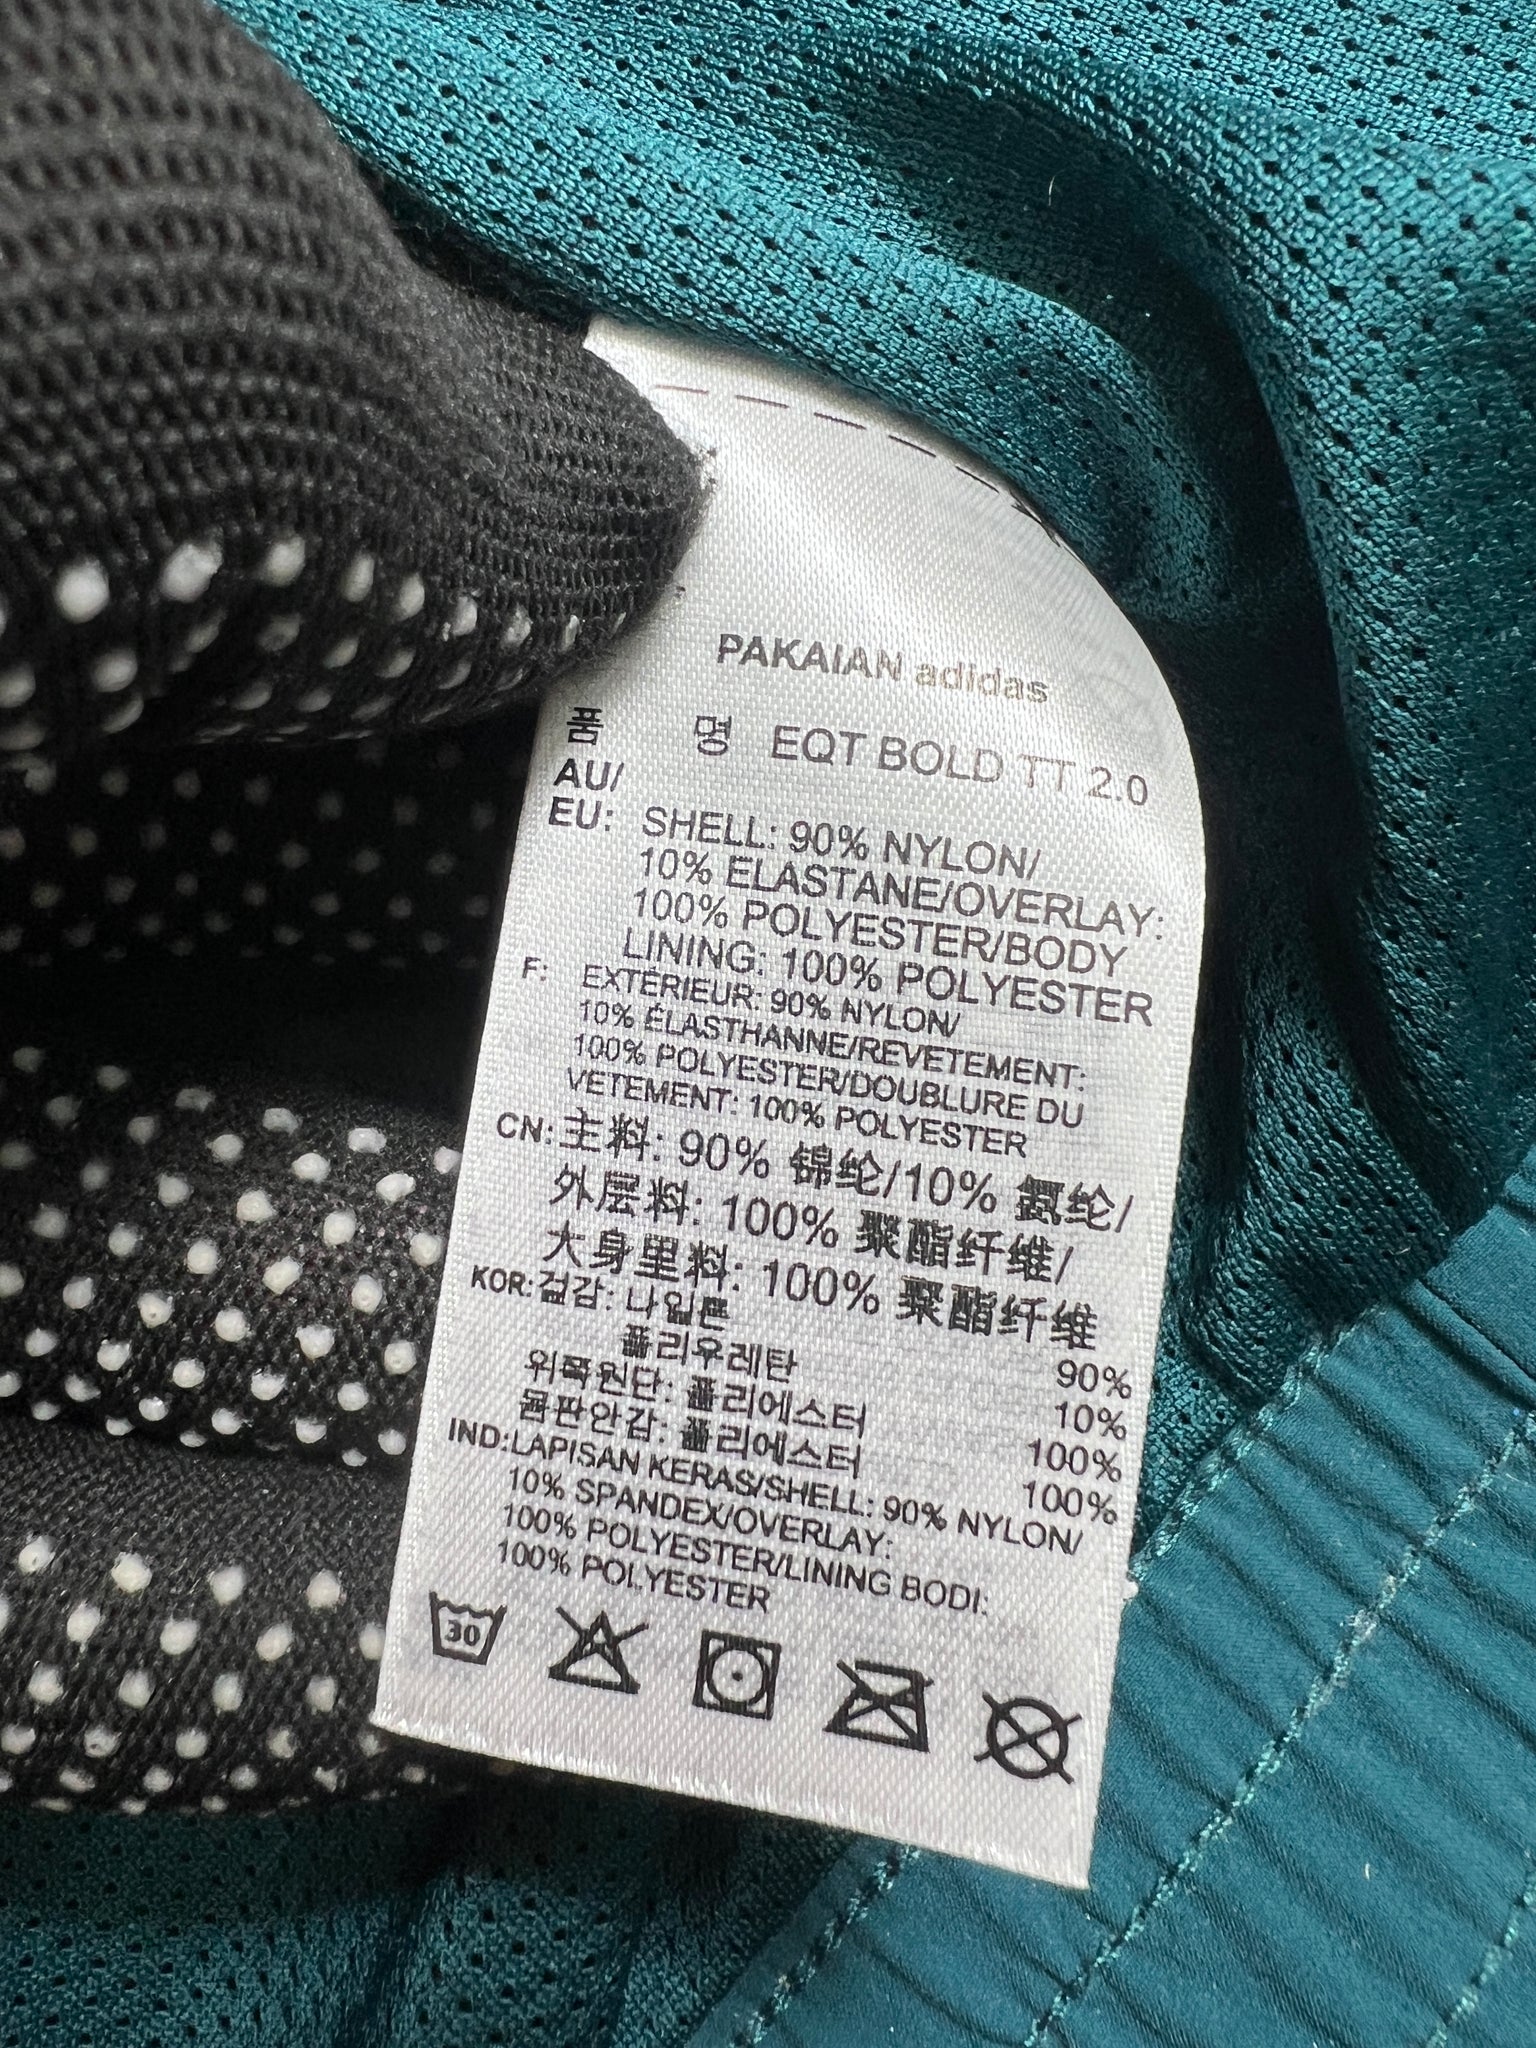 PAKAIAN adidas
품 명 EQT BOLD TT 2.0
AU/
EU: SHELL: 90% NYLON/
10% ELASTANE/OVERLAY:
100% POLYESTER/BODY
LINING: 100% POLYESTER
F: EXTÉRIEUR: 90% NYLON/
10% ÉLASTHANNE/REVETEMENT:
100% POLYESTER/DOUBLURE DU
VETEMENT: 100% POLYESTER
CN: 主料: 90% 锦纶/10% 氨纶/
外层料: 100% 聚酯纤维/
大身里料: 100% 聚酯纤维
KOR: 겉감: 나일론 90%
폴리우레탄 10%
위쪽원단: 폴리에스터 100%
몸판안감: 폴리에스터 100%
IND: LAPISAN KERAS/SHELL: 90% NYLON/
10% SPANDEX/OVERLAY:
100% POLYESTER/LINING BODI:
100% POLYESTER
30